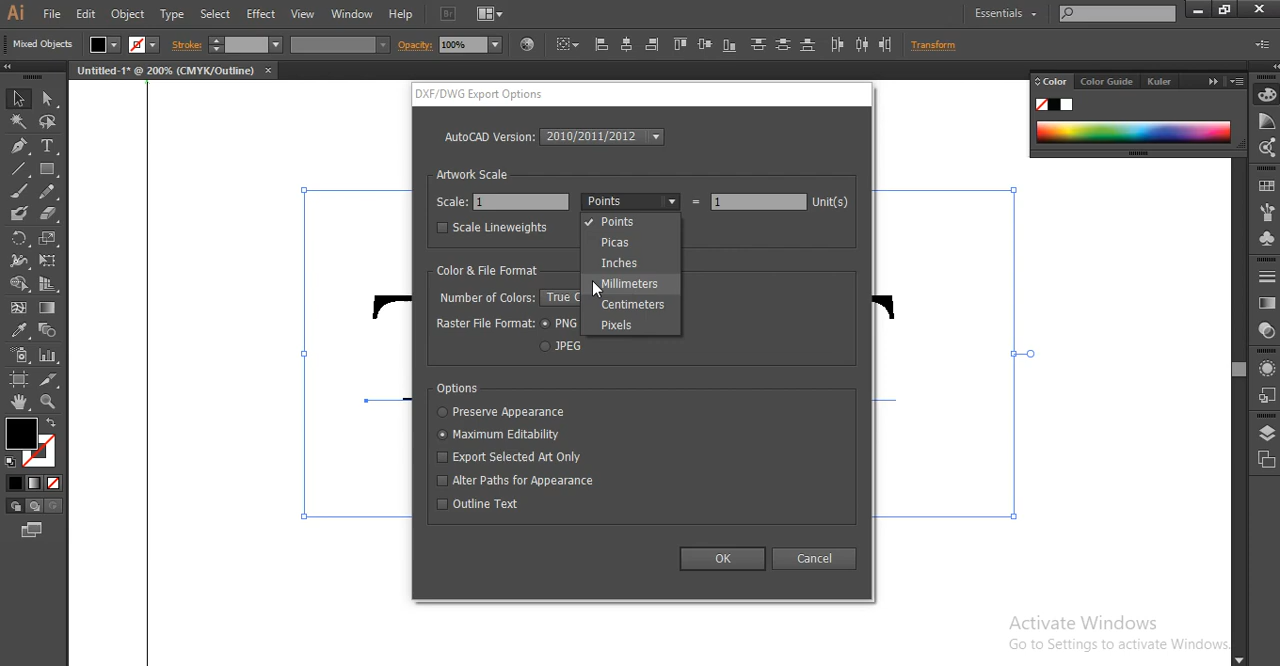 Ai File Edit Object Type Select Effect View Window Help Br Essentials
Mixed Objects Stroke: Opacity: 100% Transform
Untitled-1* @ 200% (CMYK/Outline) ×
Color Color Guide Kuler
DXF/DWG Export Options
AutoCAD Version: 2010/2011/2012
Artwork Scale
Scale: 1 Points = 1 Unit(s)
Scale Lineweights
Points
Picas
Inches
Millimeters
Centimeters
Pixels
Color & File Format
Number of Colors: True C
Raster File Format: PNG
JPEG
Options
Preserve Appearance
Maximum Editability
Export Selected Art Only
Alter Paths for Appearance
Outline Text
OK Cancel
Activate Windows
Go to Settings to activate Windows.